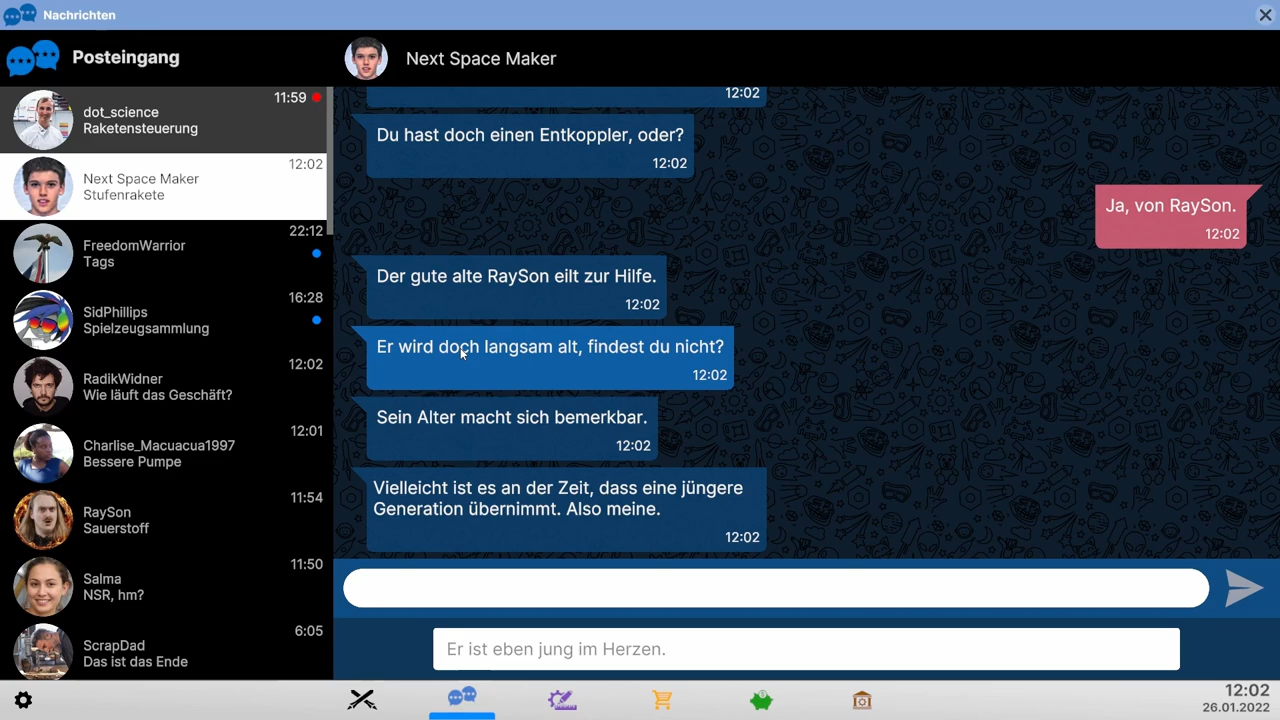 Nachrichten
Posteingang
11:59
dot_science
Raketensteuerung
12:02
Next Space Maker
Stufenrakete
22:12
FreedomWarrior
Tags
16:28
SidPhillips
Spielzeugsammlung
12:02
RadikWidner
Wie läuft das Geschäft?
12:01
Charlise_Macuacua1997
Bessere Pumpe
11:54
RaySon
Sauerstoff
11:50
Salma
NSR, hm?
6:05
ScrapDad
Das ist das Ende
Next Space Maker
12:02
Du hast doch einen Entkoppler, oder?
12:02
Ja, von RaySon.
12:02
Der gute alte RaySon eilt zur Hilfe.
12:02
Er wird doch langsam alt, findest du nicht?
12:02
Sein Alter macht sich bemerkbar.
12:02
Vielleicht ist es an der Zeit, dass eine jüngere
Generation übernimmt. Also meine.
12:02
Er ist eben jung im Herzen.
12:02
26.01.2022